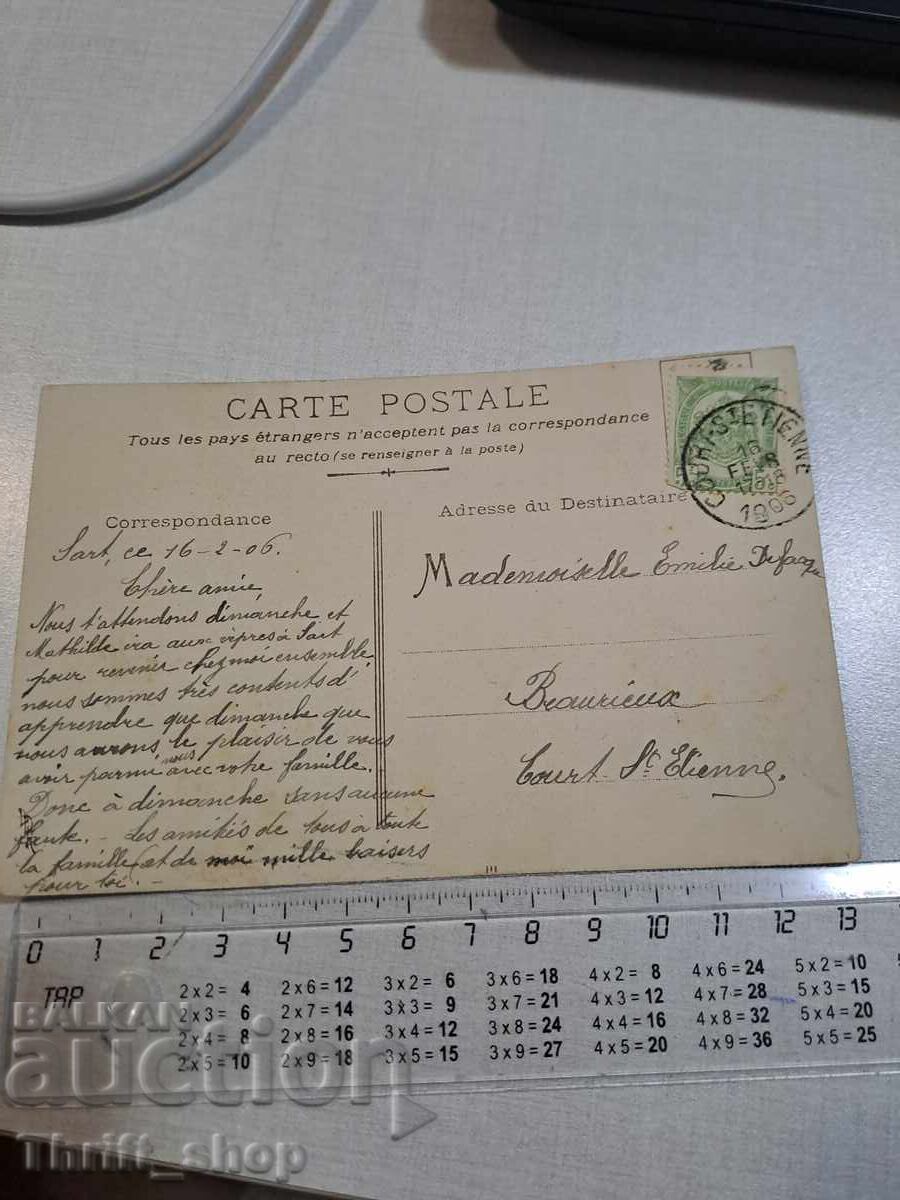 CARTE POSTALE
Tous les pays étrangers n'acceptent pas la correspondance
au recto (se renseigner à la poste)
COURT-ST ETIENNE
16
FEVR
1906
Correspondance
Sart, ce 16-2-06.
Chère amie,
Nous t'attendons dimanche et
Mathilde ira aux vêpres à Sart
pour revenir chez moi ensemble,
nous sommes très contents d'
apprendre que dimanche que
nous aurons le plaisir de vous
avoir parmi nous avec votre famille.
Donc à dimanche sans aucune
faute. - Les amitiés de tous à toute
la famille et de moi mille baisers
pour toi. -
Adresse du Destinataire
Mademoiselle Emilie
Beaurieux
Court-St Etienne.
0 1 2 3 4 5 6 7 8 9 10 11 12 13
TAP
2 x 2 = 4 2 x 6 = 12 3 x 2 = 6 3 x 6 = 18 4 x 2 = 8 4 x 6 = 24 5 x 2 = 10
2 x 3 = 6 2 x 7 = 14 3 x 3 = 9 3 x 7 = 21 4 x 3 = 12 4 x 7 = 28 5 x 3 = 15
2 x 4 = 8 2 x 8 = 16 3 x 4 = 12 3 x 8 = 24 4 x 4 = 16 4 x 8 = 32 5 x 4 = 20
2 x 5 = 10 2 x 9 = 18 3 x 5 = 15 3 x 9 = 27 4 x 5 = 20 4 x 9 = 36 5 x 5 = 25
BALKAN
auction
Thrift_shop